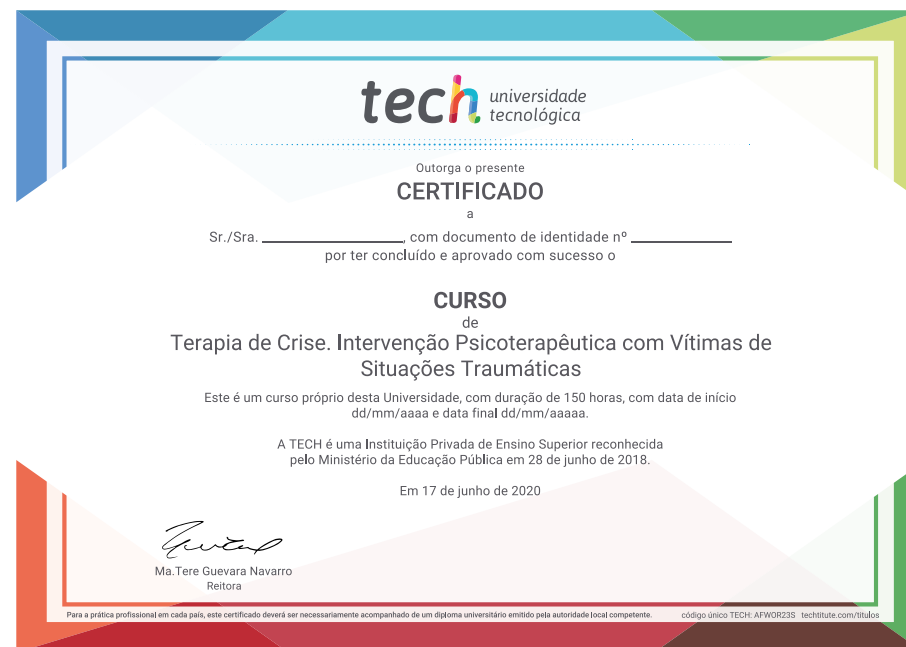 tech universidade
tecnológica
Outorga o presente
CERTIFICADO
a
Sr./Sra. ____________________, com documento de identidade nº ______________
por ter concluído e aprovado com sucesso o
CURSO
de
Terapia de Crise. Intervenção Psicoterapêutica com Vítimas de
Situações Traumáticas
Este é um curso próprio desta Universidade, com duração de 150 horas, com data de início
dd/mm/aaaa e data final dd/mm/aaaaa.
A TECH é uma Instituição Privada de Ensino Superior reconhecida
pelo Ministério da Educação Pública em 28 de junho de 2018.
Em 17 de junho de 2020
Ma.Tere Guevara Navarro
Reitora
Para a prática profissional em cada país, este certificado deverá ser necessariamente acompanhado de um diploma universitário emitido pela autoridade local competente. código único TECH: AFWOR23S techtitute.com/títulos